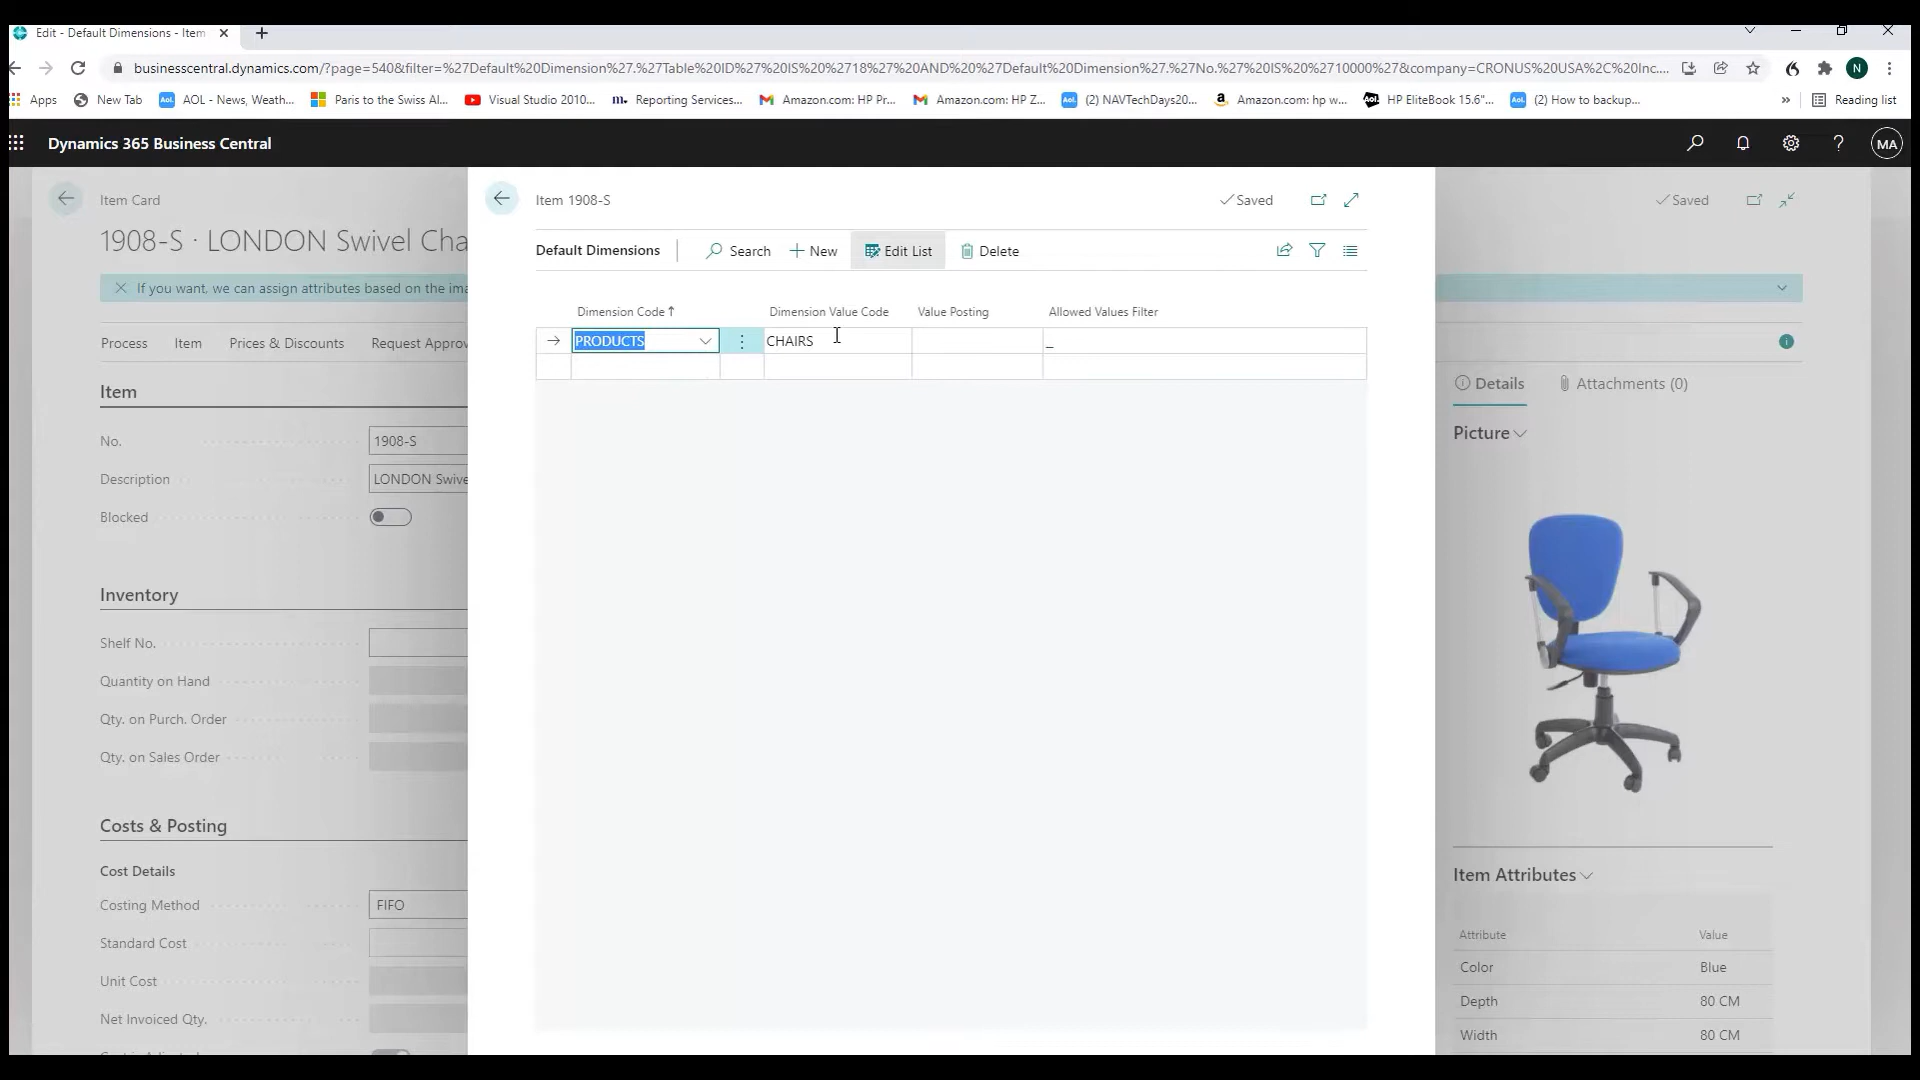 Edit - Default Dimensions - Item
businesscentral.dynamics.com/?page=540&filter=%27Default%20Dimension%27.%27Table%20ID%27%20IS%20%2718%27%20AND%20%27Default%20Dimension%27.%27No.%27%20IS%20%2710000%27&company=CRONUS%20USA%2C%20Inc....
N
Apps
New Tab
Aol. AOL - News, Weath...
Paris to the Swiss Al...
Visual Studio 2010...
m. Reporting Services...
Amazon.com: HP Pr...
Amazon.com: HP Z...
Aol. (2) NAVTechDays20...
Amazon.com: hp w...
Aol. HP EliteBook 15.6"...
Aol. (2) How to backup...
»
Reading list
Dynamics 365 Business Central
?
MA
Item Card
1908-S · LONDON Swivel Cha
If you want, we can assign attributes based on the ima
Process
Item
Prices & Discounts
Request Approv
Item
No.
1908-S
Description
LONDON Swive
Blocked
Inventory
Shelf No.
Quantity on Hand
Qty. on Purch. Order
Qty. on Sales Order
Costs & Posting
Cost Details
Costing Method
FIFO
Standard Cost
Unit Cost
Net Invoiced Qty.
Item 1908-S
Saved
Default Dimensions
Search
New
Edit List
Delete
Dimension Code
Dimension Value Code
Value Posting
Allowed Values Filter
PRODUCTS
CHAIRS
_
Saved
Details
Attachments (0)
Picture
Item Attributes
Attribute
Value
Color
Blue
Depth
80 CM
Width
80 CM